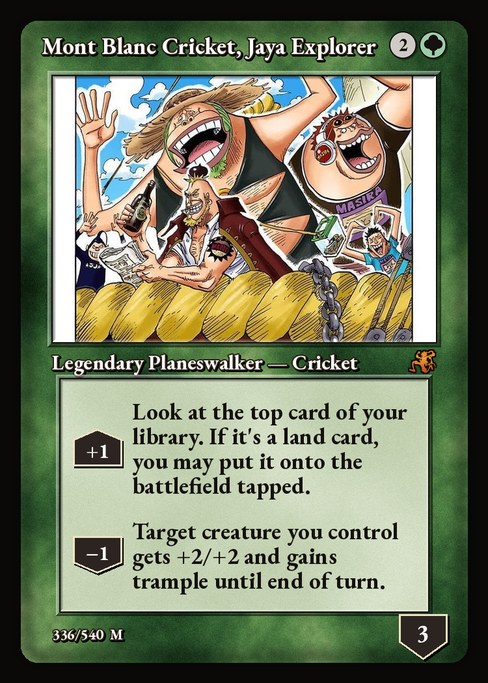 Mont Blanc Cricket, Jaya Explorer 2
MASIRA
Legendary Planeswalker — Cricket
+1
Look at the top card of your
library. If it's a land card,
you may put it onto the
battlefield tapped.
−1
Target creature you control
gets +2/+2 and gains
trample until end of turn.
336/540 M
3